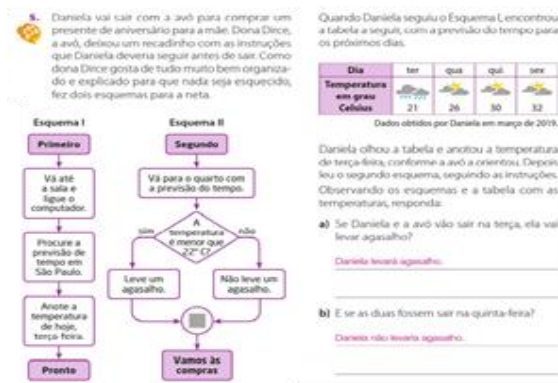 5. Daniela vai sair com a avó para comprar um
presente de aniversário para a mãe. Dona Dirce,
a avó, deixou um recadinho com as instruções
que Daniela deveria seguir antes de sair. Como
dona Dirce gosta de tudo muito bem organiza-
do e explicado para que nada seja esquecido,
fez dois esquemas para a neta.
Esquema I
Primeiro
Vá até
a sala e
ligue o
computador.
Procure a
previsão de
tempo em
São Paulo.
Anote a
temperatura
de hoje,
terça-feira.
Pronto
Esquema II
Segundo
Vá para o quarto com
a previsão do tempo.
A
temperatura
é menor que
22° C?
sim
não
Leve um
agasalho.
Não leve um
agasalho.
Vamos às
compras
Quando Daniela seguiu o Esquema I, encontrou
a tabela a seguir, com a previsão do tempo para
os próximos dias.
Dia ter qua qui sex
Temperatura
em grau
Celsius 21 26 30 32
Dados obtidos por Daniela em março de 2019.
Daniela olhou a tabela e anotou a temperatura
de terça-feira, conforme a avó a orientou. Depois
leu o segundo esquema, seguindo as instruções.
Observando os esquemas e a tabela com as
temperaturas, responda:
a) Se Daniela e a avó vão sair na terça, ela vai
levar agasalho?
Daniela levará agasalho.
b) E se as duas fossem sair na quinta-feira?
Daniela não levaria agasalho.